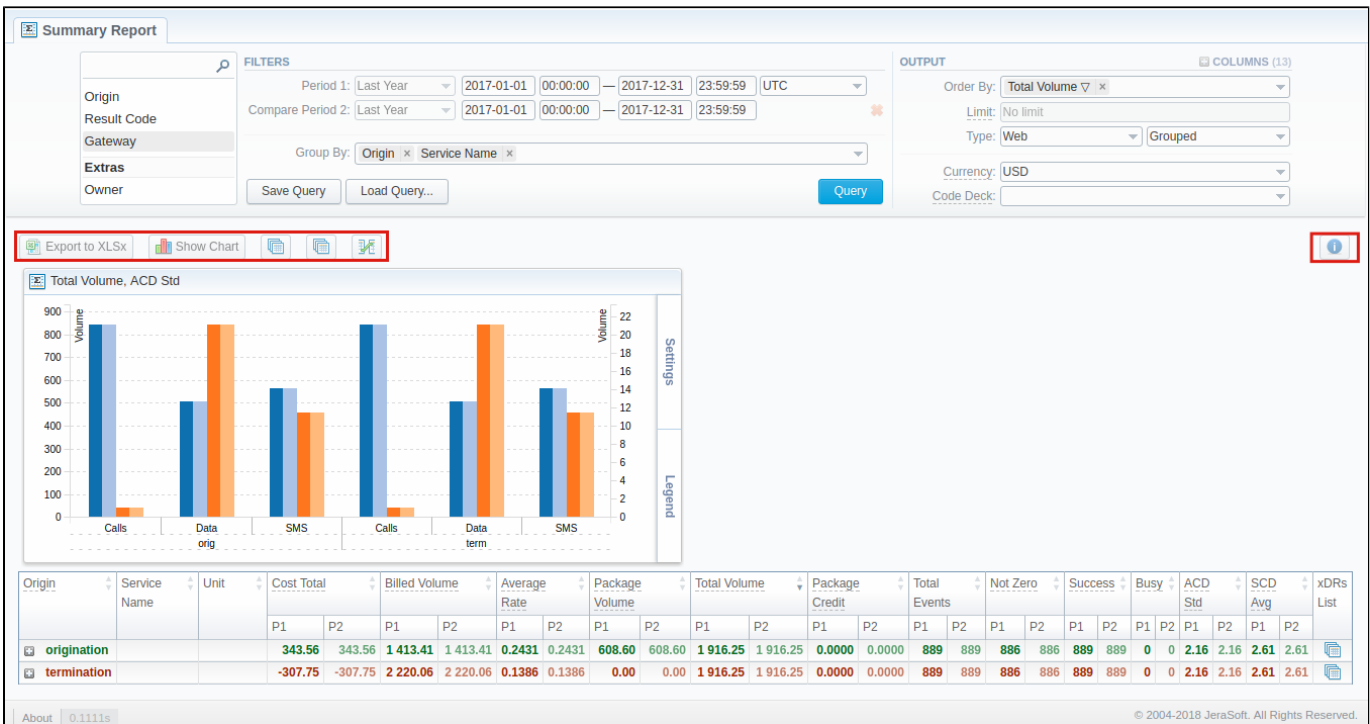 Summary Report
FILTERS
OUTPUT
COLUMNS (13)
Origin
Result Code
Gateway
Extras
Owner
Period 1: Last Year 2017-01-01 00:00:00 — 2017-12-31 23:59:59 UTC
Compare Period 2: Last Year 2017-01-01 00:00:00 — 2017-12-31 23:59:59
Group By: Origin × Service Name ×
Save Query
Load Query...
Query
Order By: Total Volume ▽ ×
Limit: No limit
Type: Web Grouped
Currency: USD
Code Deck:
Export to XLSx
Show Chart
Total Volume, ACD Std
Volume
900
800
700
600
500
400
300
200
100
0
Volume
22
20
18
16
14
12
10
8
6
4
2
0
Calls Data SMS Calls Data SMS
orig term
Settings
Legend
Origin Service Name Unit Cost Total Billed Volume Average Rate Package Volume Total Volume Package Credit Total Events Not Zero Success Busy ACD Std SCD Avg xDRs List
P1 P2 P1 P2 P1 P2 P1 P2 P1 P2 P1 P2 P1 P2 P1 P2 P1 P2 P1 P2 P1 P2 P1 P2
origination 343.56 343.56 1 413.41 1 413.41 0.2431 0.2431 608.60 608.60 1 916.25 1 916.25 0.0000 0.0000 889 889 886 886 889 889 0 0 2.16 2.16 2.61 2.61
termination -307.75 -307.75 2 220.06 2 220.06 0.1386 0.1386 0.00 0.00 1 916.25 1 916.25 0.0000 0.0000 889 889 886 886 889 889 0 0 2.16 2.16 2.61 2.61
About 0.1111s
© 2004-2018 JeraSoft. All Rights Reserved.